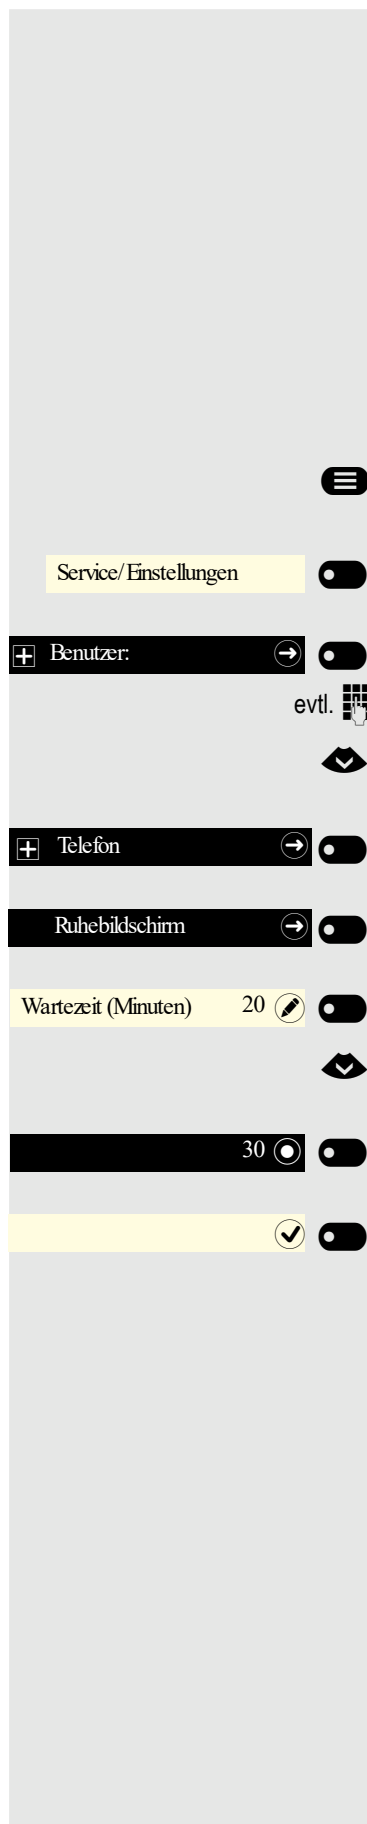 Service/Einstellungen
Benutzer:
evtl.
Telefon
Ruhebildschirm
Wartezeit (Minuten) 20
30